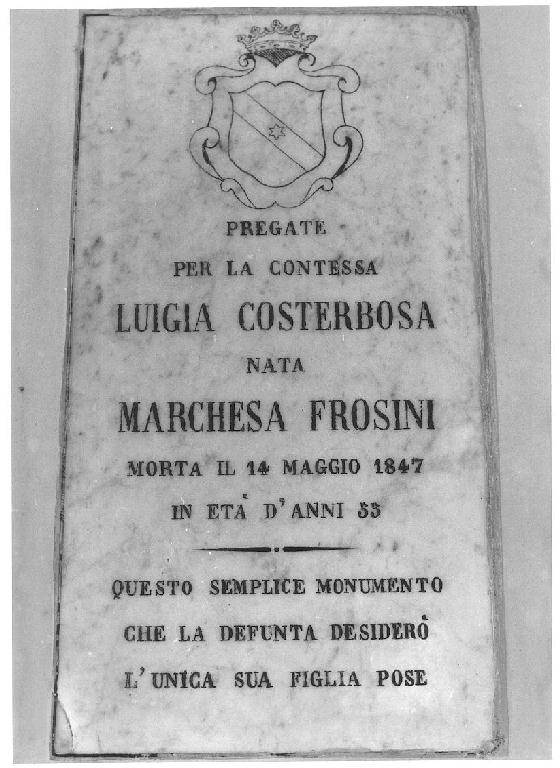 PREGATE
PER LA CONTESSA
LUIGIA COSTERBOSA
NATA
MARCHESA FROSINI
MORTA IL 14 MAGGIO 1847
IN ETÀ D'ANNI 55
QUESTO SEMPLICE MONUMENTO
CHE LA DEFUNTA DESIDERÒ
L'UNICA SUA FIGLIA POSE